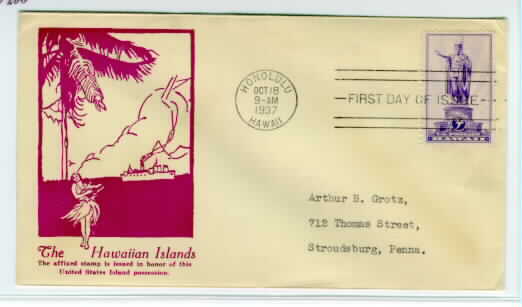 HONOLULU
OCT 18
9-AM
1937
HAWAII
FIRST DAY OF ISSUE
Arthur B. Grotz,
712 Thomas Street,
Stroudsburg, Penna.
The Hawaiian Islands
The affixed stamp is issued in honor of this
United States Island possession.